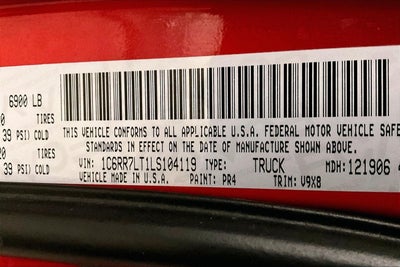 6900 LB
0 TIRES
39 PSI) COLD
20 TIRES
39 PSI) COLD
THIS VEHICLE CONFORMS TO ALL APPLICABLE U.S.A. FEDERAL MOTOR VEHICLE SAFE
STANDARDS IN EFFECT ON THE DATE OF MANUFACTURE SHOWN ABOVE.
VIN: 1C6RR7LT1LS104119 TYPE: TRUCK MDH: 121906
VEHICLE MADE IN U.S.A. PAINT: PR4 TRIM: V9X8